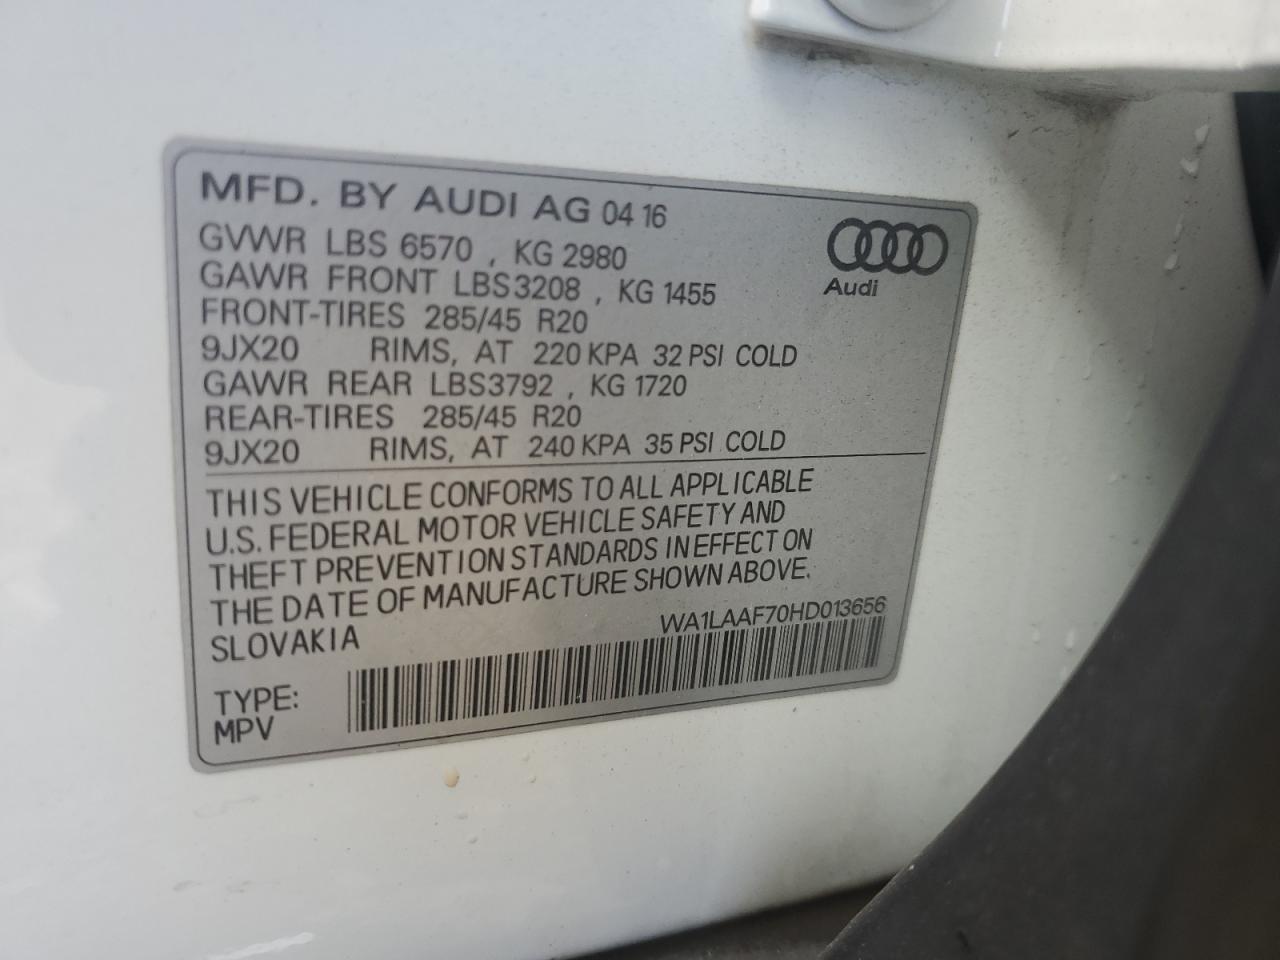 MFD. BY AUDI AG 04 16
GVWR LBS 6570 , KG 2980
GAWR FRONT LBS3208 , KG 1455
FRONT-TIRES 285/45 R20
9JX20 RIMS, AT 220 KPA 32 PSI COLD
GAWR REAR LBS3792 , KG 1720
REAR-TIRES 285/45 R20
9JX20 RIMS, AT 240 KPA 35 PSI COLD
Audi
THIS VEHICLE CONFORMS TO ALL APPLICABLE
U.S. FEDERAL MOTOR VEHICLE SAFETY AND
THEFT PREVENTION STANDARDS IN EFFECT ON
THE DATE OF MANUFACTURE SHOWN ABOVE.
SLOVAKIA WA1LAAF70HD013656
TYPE:
MPV